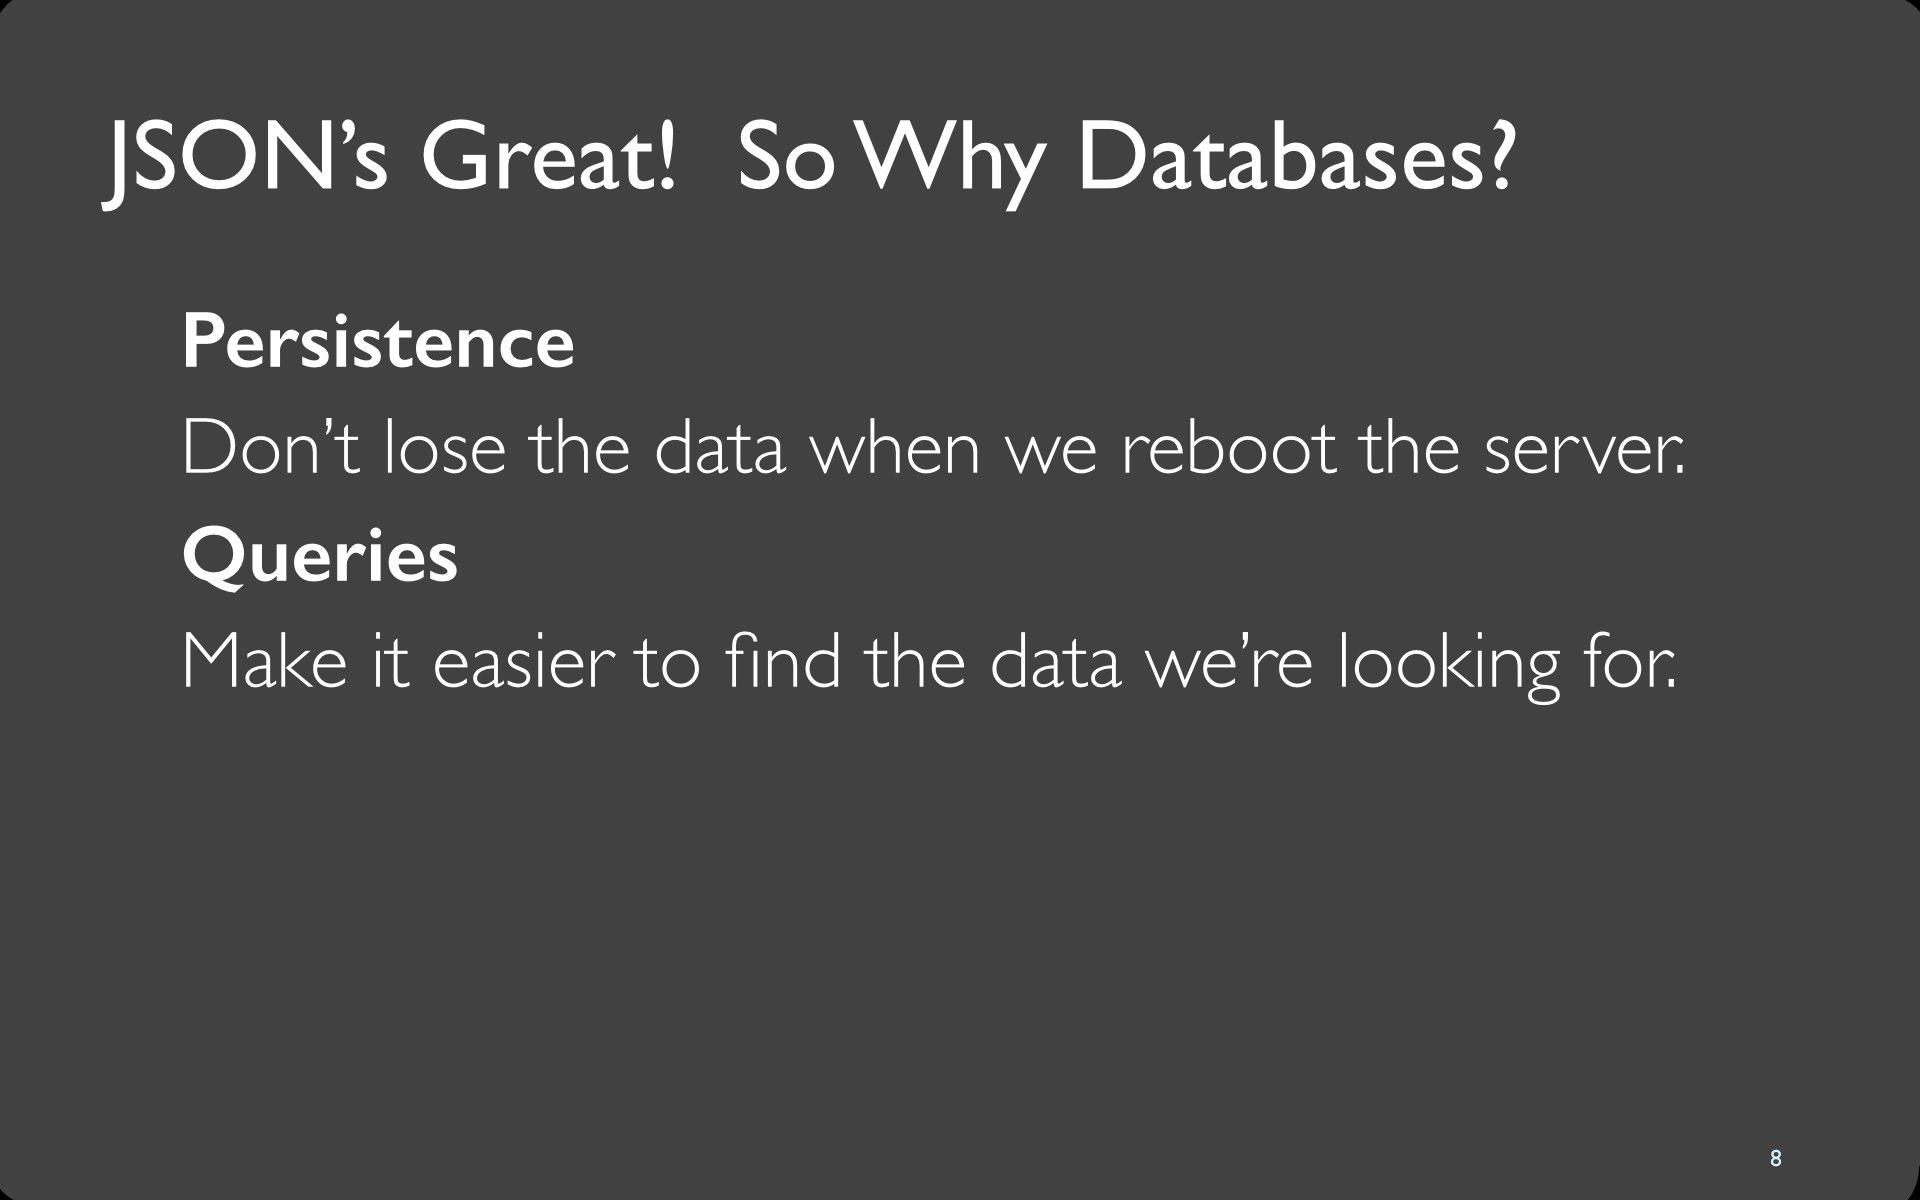 JSON’s Great!  So Why Databases?
Persistence
Don’t lose the data when we reboot the server.
Queries
Make it easier to find the data we’re looking for.
8